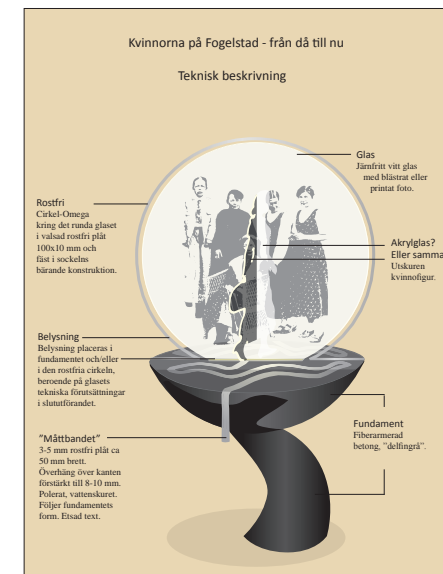 Kvinnorna på Fogelstad - från då till nu
Teknisk beskrivning
Glas
Järnfritt vitt glas
med blästrat eller
printat foto.
Rostfri
Cirkel-Omega
kring det runda glaset
i valsad rostfri plåt
100x10 mm och
fäst i sockelns
bärande konstruktion.
Akrylglas?
Eller samma
Utskuren
kvinnofigur.
Belysning
Belysning placeras i
fundamentet och/eller
i den rostfria cirkeln,
beroende på glasets
tekniska förutsättningar
i slututförandet.
"Måttbandet"
3-5 mm rostfri plåt ca
50 mm brett.
Överhäng över kanten
förstärkt till 8-10 mm.
Polerat, vattenskuret.
Följer fundamentets
form. Etsad text.
Fundament
Fiberarmerad
betong, "delfingrå".